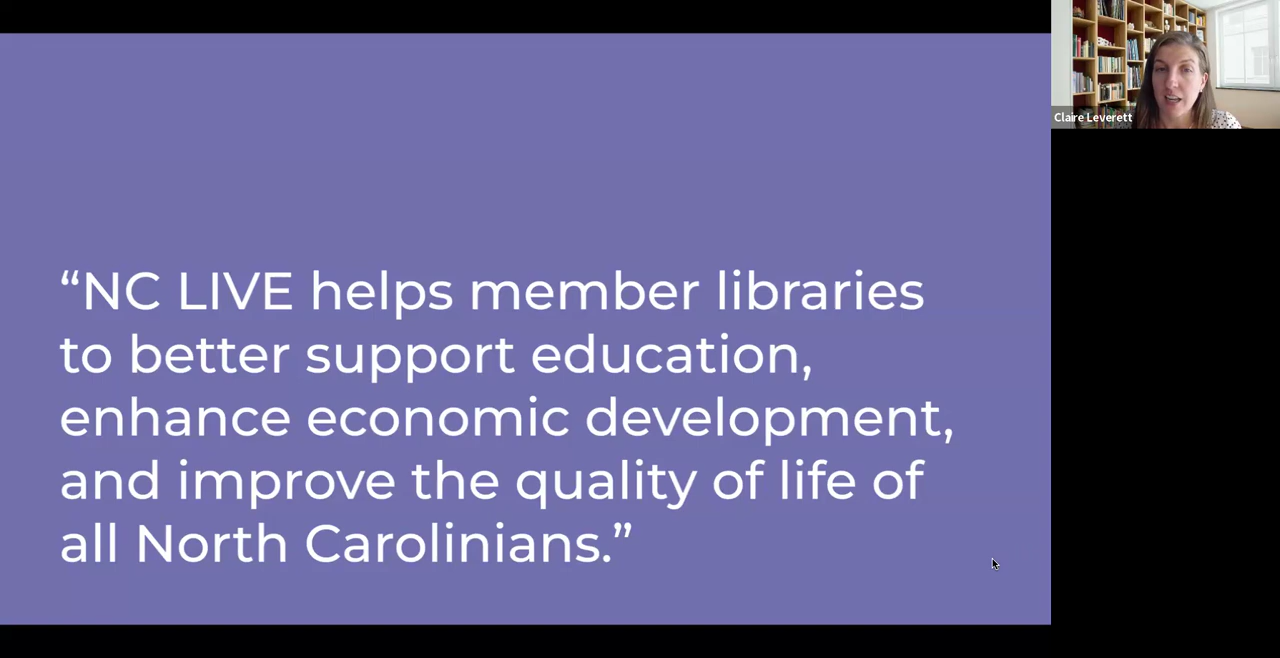 “NC LIVE helps member libraries
to better support education,
enhance economic development,
and improve the quality of life of
all North Carolinians.”
Claire Leverett